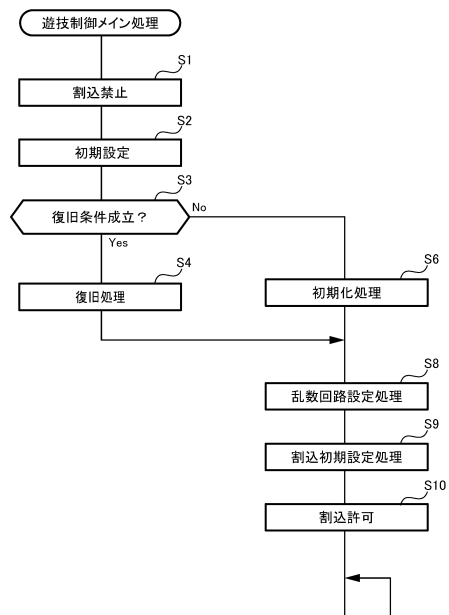 遊技制御メイン処理
S1
割込禁止
S2
初期設定
S3
復旧条件成立？
No
Yes
S4
復旧処理
S6
初期化処理
S8
乱数回路設定処理
S9
割込初期設定処理
S10
割込許可